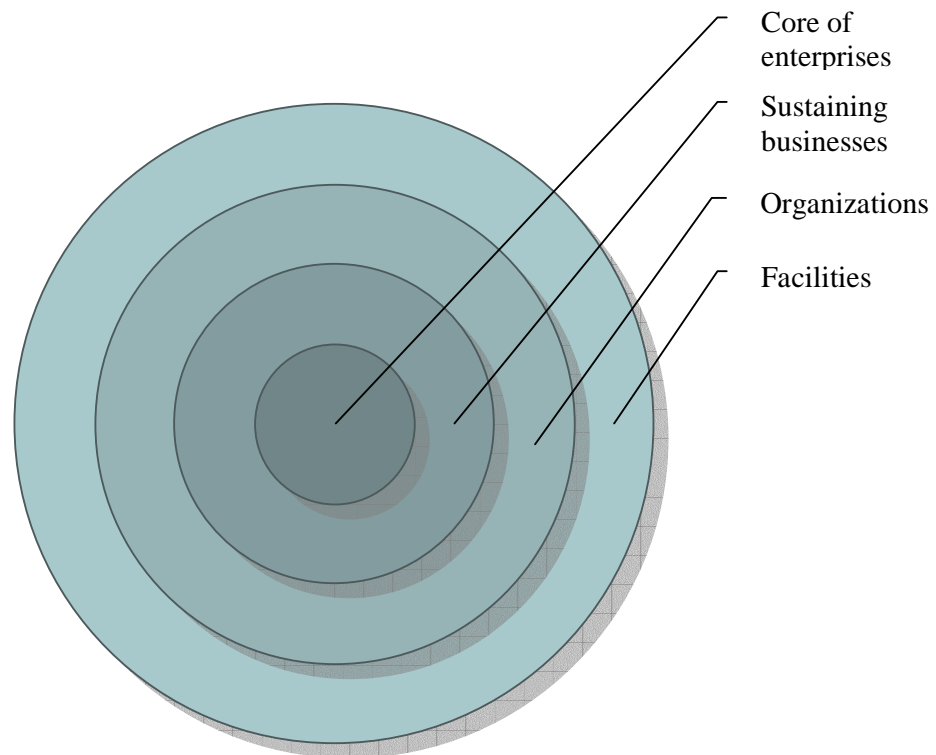 Core of
enterprises
Sustaining
businesses
Organizations
Facilities